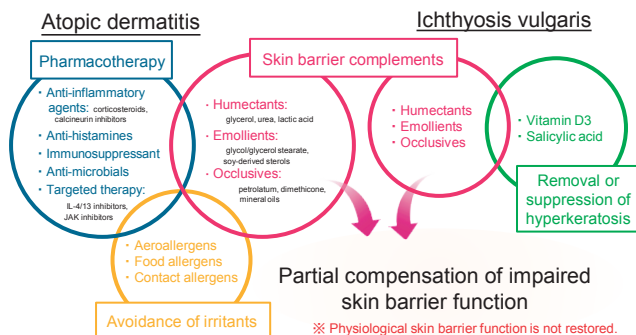 Atopic dermatitis
Ichthyosis vulgaris
Pharmacotherapy
Skin barrier complements
・Anti-inflammatory
agents: corticosteroids,
calcineurin inhibitors
・Anti-histamines
・Immunosuppressant
・Anti-microbials
・Targeted therapy:
IL-4/13 inhibitors,
JAK inhibitors
・Humectants:
glycerol, urea, lactic acid
・Emollients:
glycol/glycerol stearate,
soy-derived sterols
・Occlusives:
petrolatum, dimethicone,
mineral oils
・Humectants
・Emollients
・Occlusives
・Vitamin D3
・Salicylic acid
Removal or
suppression of
hyperkeratosis
・Aeroallergens
・Food allergens
・Contact allergens
Avoidance of irritants
Partial compensation of impaired
skin barrier function
※ Physiological skin barrier function is not restored.